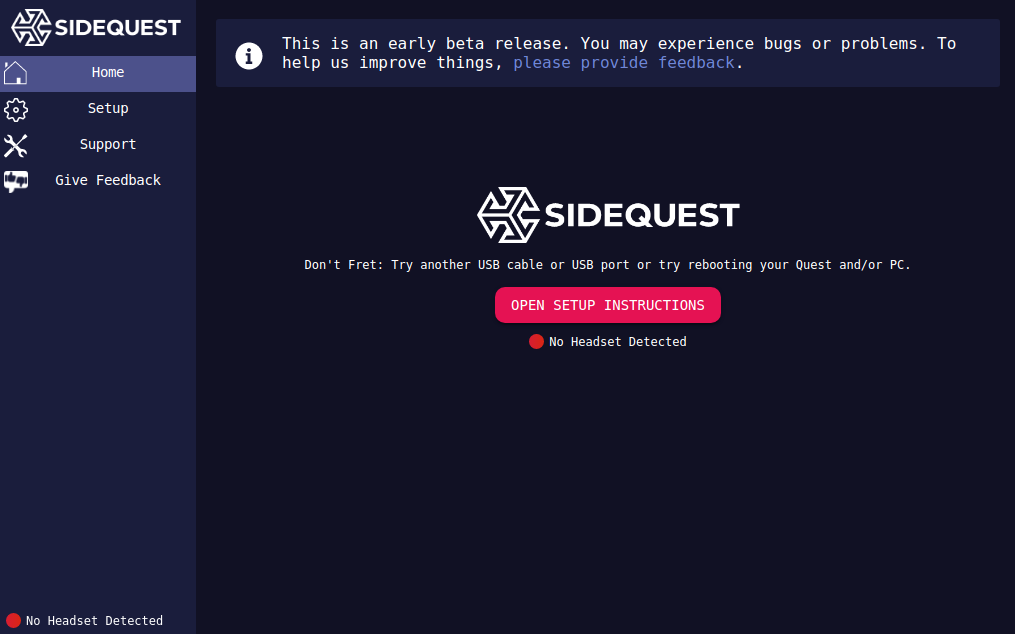 SIDEQUEST
Home
Setup
Support
Give Feedback
No Headset Detected
This is an early beta release. You may experience bugs or problems. To
help us improve things, please provide feedback.
SIDEQUEST
Don't Fret: Try another USB cable or USB port or try rebooting your Quest and/or PC.
OPEN SETUP INSTRUCTIONS
No Headset Detected